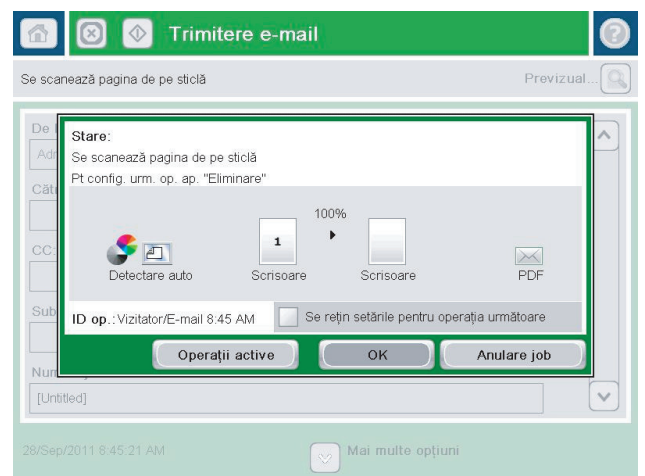 Trimitere e-mail
Se scanează pagina de pe sticlă
Previzual...
De l
Stare:
Adr
Se scanează pagina de pe sticlă
Pt config. urm. op. ap. "Eliminare"
Căt
100%
1
CC:
Detectare auto
Scrisoare
Scrisoare
PDF
Sub
ID op.: Vizitator/E-mail 8:45 AM
Se rețin setările pentru operația următoare
Operații active
OK
Anulare job
Num
[Untitled]
28/Sep/2011 8:45:21 AM
Mai multe opțiuni